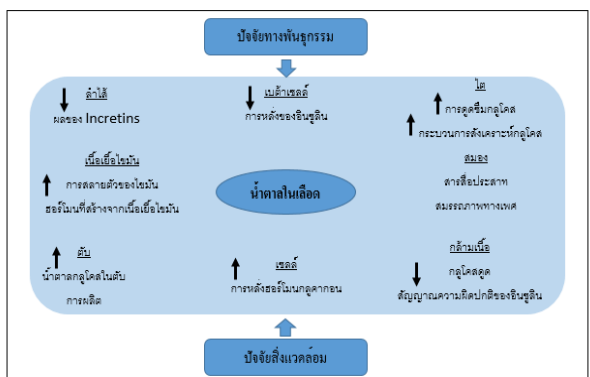 ปัจจัยทางพันธุกรรม
ลำไส้
ผลของ Incretins
เบต้าเซลล์
การหลั่งของอินซูลิน
ไต
การดูดซึมกลูโคส
กระบวนการสังเคราะห์กลูโคส
เนื้อเยื่อไขมัน
การสลายตัวของไขมัน
ฮอร์โมนที่สร้างจากเนื้อเยื่อไขมัน
น้ำตาลในเลือด
สมอง
สารสื่อประสาท
สมรรถภาพทางเพศ
ตับ
น้ำตาลกลูโคสในตับ
การผลิต
เซลล์
การหลั่งฮอร์โมนกลูคากอน
กล้ามเนื้อ
กลูโคสดูด
สัญญาณความผิดปกติของอินซูลิน
ปัจจัยสิ่งแวดล้อม